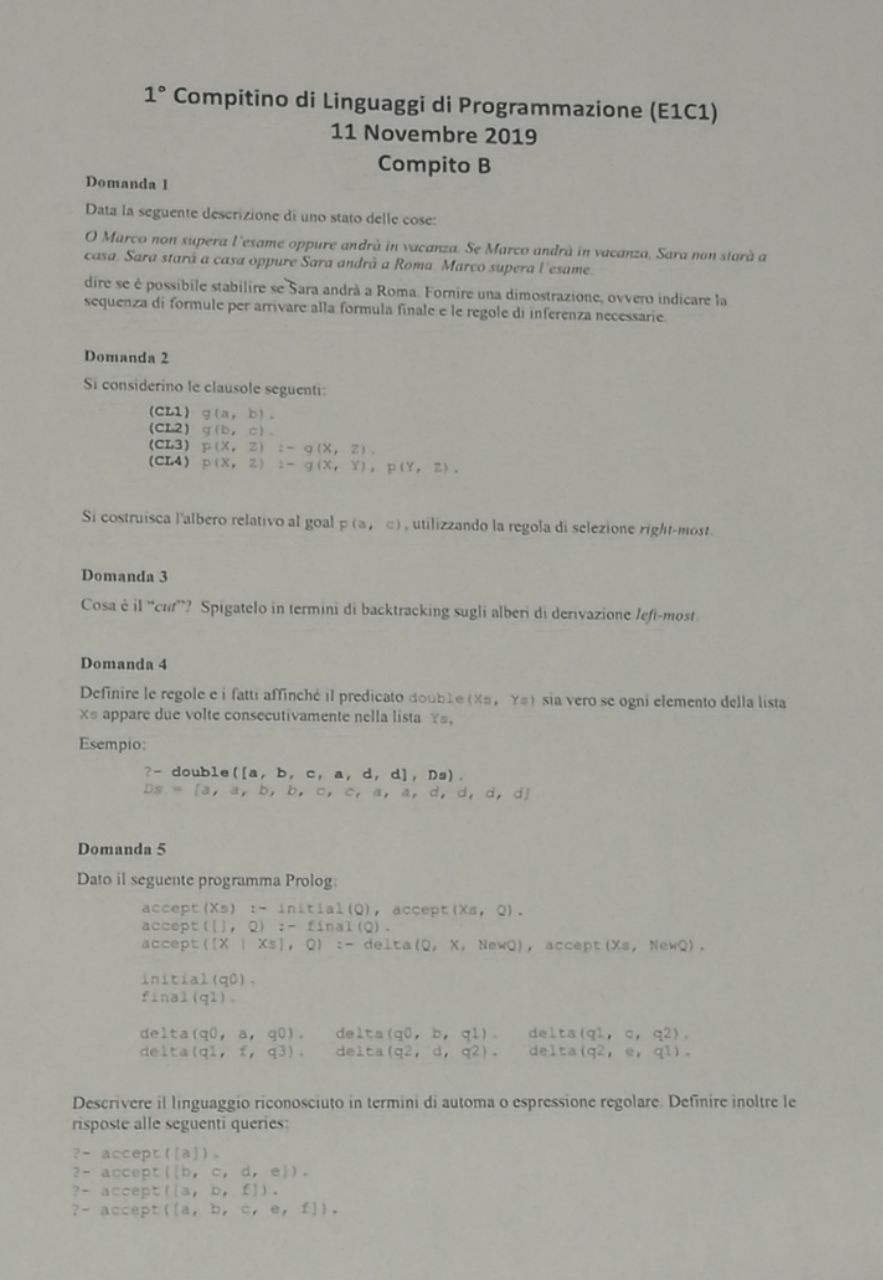 1° Compitino di Linguaggi di Programmazione (E1C1)
11 Novembre 2019
Compito B
Domanda 1
Data la seguente descrizione di uno stato delle cose:
O Marco non supera l'esame oppure andrà in vacanza. Se Marco andrà in vacanza, Sara non starà a
casa. Sara starà a casa oppure Sara andrà a Roma. Marco supera l'esame.
dire se è possibile stabilire se Sara andrà a Roma. Fornire una dimostrazione, ovvero indicare la
sequenza di formule per arrivare alla formula finale e le regole di inferenza necessarie.
Domanda 2
Si considerino le clausole seguenti:
(CL1) g(a, b).
(CL2) g(b, c).
(CL3) p(X, Z) :- g(X, Z).
(CL4) p(X, Z) :- g(X, Y), p(Y, Z).
Si costruisca l'albero relativo al goal p(a, c), utilizzando la regola di selezione right-most.
Domanda 3
Cosa è il "cut"? Spigatelo in termini di backtracking sugli alberi di derivazione left-most.
Domanda 4
Definire le regole e i fatti affinché il predicato double(Xs, Ys) sia vero se ogni elemento della lista
Xs appare due volte consecutivamente nella lista Ys,
Esempio:
?- double([a, b, c, a, d, d], Ds).
Ds = [a, a, b, b, c, c, a, a, d, d, d, d]
Domanda 5
Dato il seguente programma Prolog:
accept(Xs) :- initial(Q), accept(Xs, Q).
accept([], Q) :- final(Q).
accept([X | Xs], Q) :- delta(Q, X, NewQ), accept(Xs, NewQ).
initial(q0).
final(q1).
delta(q0, a, q0). delta(q0, b, q1). delta(q1, c, q2).
delta(q1, f, q3). delta(q2, d, q2). delta(q2, e, q1).
Descrivere il linguaggio riconosciuto in termini di automa o espressione regolare. Definire inoltre le
risposte alle seguenti queries:
?- accept([a]).
?- accept([b, c, d, e]).
?- accept([a, b, f]).
?- accept([a, b, c, e, f]).